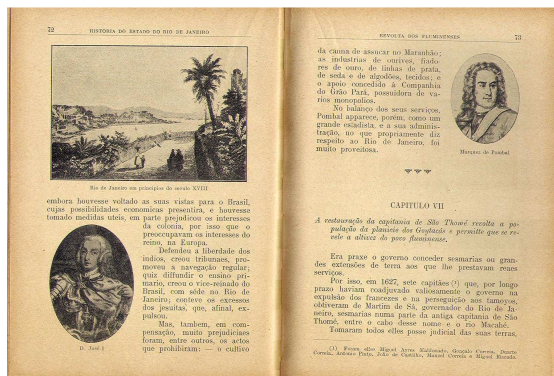 72
HISTORIA DO ESTADO DO RIO DE JANEIRO
Rio de Janeiro em principios do seculo XVIII
embora houvesse voltado as suas vistas para o Brasil,
cujas possibilidades economicas presentira, e houvesse
tomado medidas uteis, em parte prejudicou os interesses
da colonia, por isso que o
preoccupavam os interesses do
reino, na Europa.
Defendeu a liberdade dos
indios, creou tribunaes, pro-
moveu a navegação regular;
quiz diffundir o ensino pri-
mario, creou o vice-reinado do
Brasil, com séde no Rio de
Janeiro; conteve os excessos
dos jesuitas, que, afinal, ex-
pulsou.
Mas, tambem, em com-
pensação, muito prejudiciaes
foram, entre outros, os actos
que prohibiram: — o cultivo
D. José I
REVOLTA DOS FLUMINENSES
73
da canna de assucar no Maranhão;
as industrias de ourives, fiado-
res de ouro, de linhas de prata,
de seda e de algodões, tecidos; e
o apoio concedido á Companhia
do Grão Pará, possuidora de va-
rios monopolios.
No balanço dos seus serviços,
Pombal apparece, porém, como um
grande estadista, e a sua adminis-
tração, no que propriamente diz
respeito ao Rio de Janeiro, foi
muito proveitosa.
Marquez de Pombal
CAPITULO VII
A restauração da capitania de São Thomé revolta a po-
pulação da planicie dos Goytacás e permitte que se re-
vele a altivez do povo fluminense.
Era praxe o governo conceder sesmarias ou gran-
des extensões de terra aos que lhe prestavam reaes
serviços.
Por isso, em 1627, sete capitães (1) que, por longo
prazo haviam coadjuvado valiosamente o governo na
expulsão dos francezes e na perseguição aos tamoyos,
obtiveram de Martim de Sá, governador do Rio de Ja-
neiro, sesmarias numa parte da antiga capitania de São
Thomé, entre o cabo desse nome e o rio Macahé.
Tomaram todos elles posse judicial das suas terras,
(1) Foram elles Miguel Ayres Maldonado, Gonçalo Correia, Duarte
Correia, Antonio Pinto, João de Castilho, Manoel Correia e Miguel Riscado.